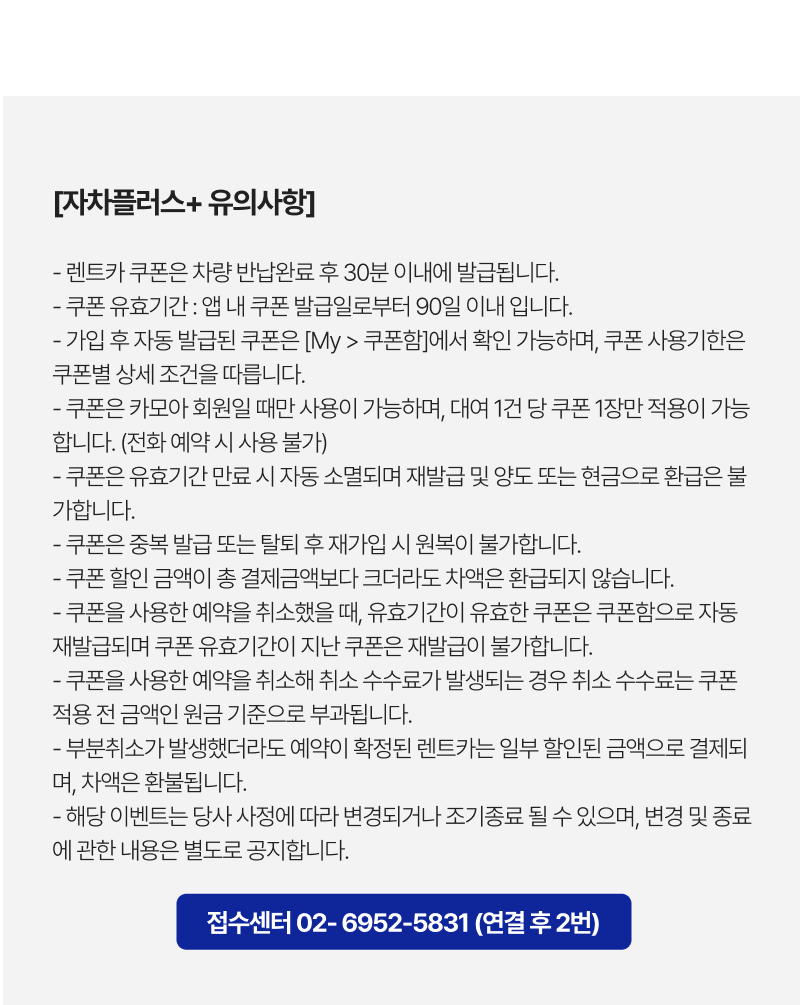 [자차플러스+ 유의사항]
- 렌트카 쿠폰은 차량 반납완료 후 30분 이내에 발급됩니다.
- 쿠폰 유효기간 : 앱 내 쿠폰 발급일로부터 90일 이내 입니다.
- 가입 후 자동 발급된 쿠폰은 [My > 쿠폰함]에서 확인 가능하며, 쿠폰 사용기한은
쿠폰별 상세 조건을 따릅니다.
- 쿠폰은 카모아 회원일 때만 사용이 가능하며, 대여 1건 당 쿠폰 1장만 적용이 가능
합니다. (전화 예약 시 사용 불가)
- 쿠폰은 유효기간 만료 시 자동 소멸되며 재발급 및 양도 또는 현금으로 환급은 불
가합니다.
- 쿠폰은 중복 발급 또는 탈퇴 후 재가입 시 원복이 불가합니다.
- 쿠폰 할인 금액이 총 결제금액보다 크더라도 차액은 환급되지 않습니다.
- 쿠폰을 사용한 예약을 취소했을 때, 유효기간이 유효한 쿠폰은 쿠폰함으로 자동
재발급되며 쿠폰 유효기간이 지난 쿠폰은 재발급이 불가합니다.
- 쿠폰을 사용한 예약을 취소해 취소 수수료가 발생되는 경우 취소 수수료는 쿠폰
적용 전 금액인 원금 기준으로 부과됩니다.
- 부분취소가 발생했더라도 예약이 확정된 렌트카는 일부 할인된 금액으로 결제되
며, 차액은 환불됩니다.
- 해당 이벤트는 당사 사정에 따라 변경되거나 조기종료 될 수 있으며, 변경 및 종료
에 관한 내용은 별도로 공지합니다.
접수센터 02- 6952-5831 (연결 후 2번)